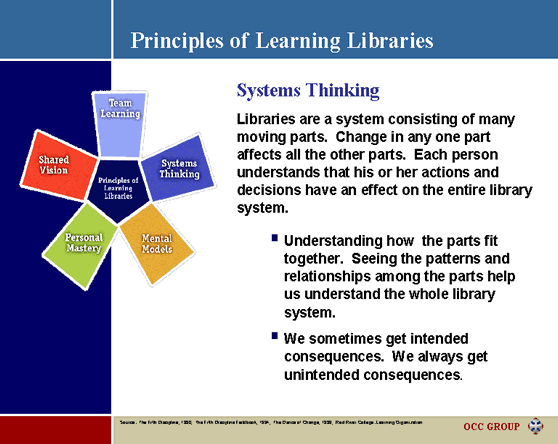 Principles of Learning Libraries
Team
Learning
Shared
Vision
Systems
Thinking
Principles of
Learning
Libraries
Personal
Mastery
Mental
Models
Systems Thinking
Libraries are a system consisting of many
moving parts.  Change in any one part
affects all the other parts.  Each person
understands that his or her actions and
decisions have an effect on the entire library
system.
Understanding how  the parts fit
together.  Seeing the patterns and
relationships among the parts help
us understand the whole library
system.
We sometimes get intended
consequences.  We always get
unintended consequences.
Source: The Fifth Discipline, 1990; The Fifth Discipline Fieldbook, 1994; The Dance of Change, 1999; Red River College, Learning Organization
OCC GROUP